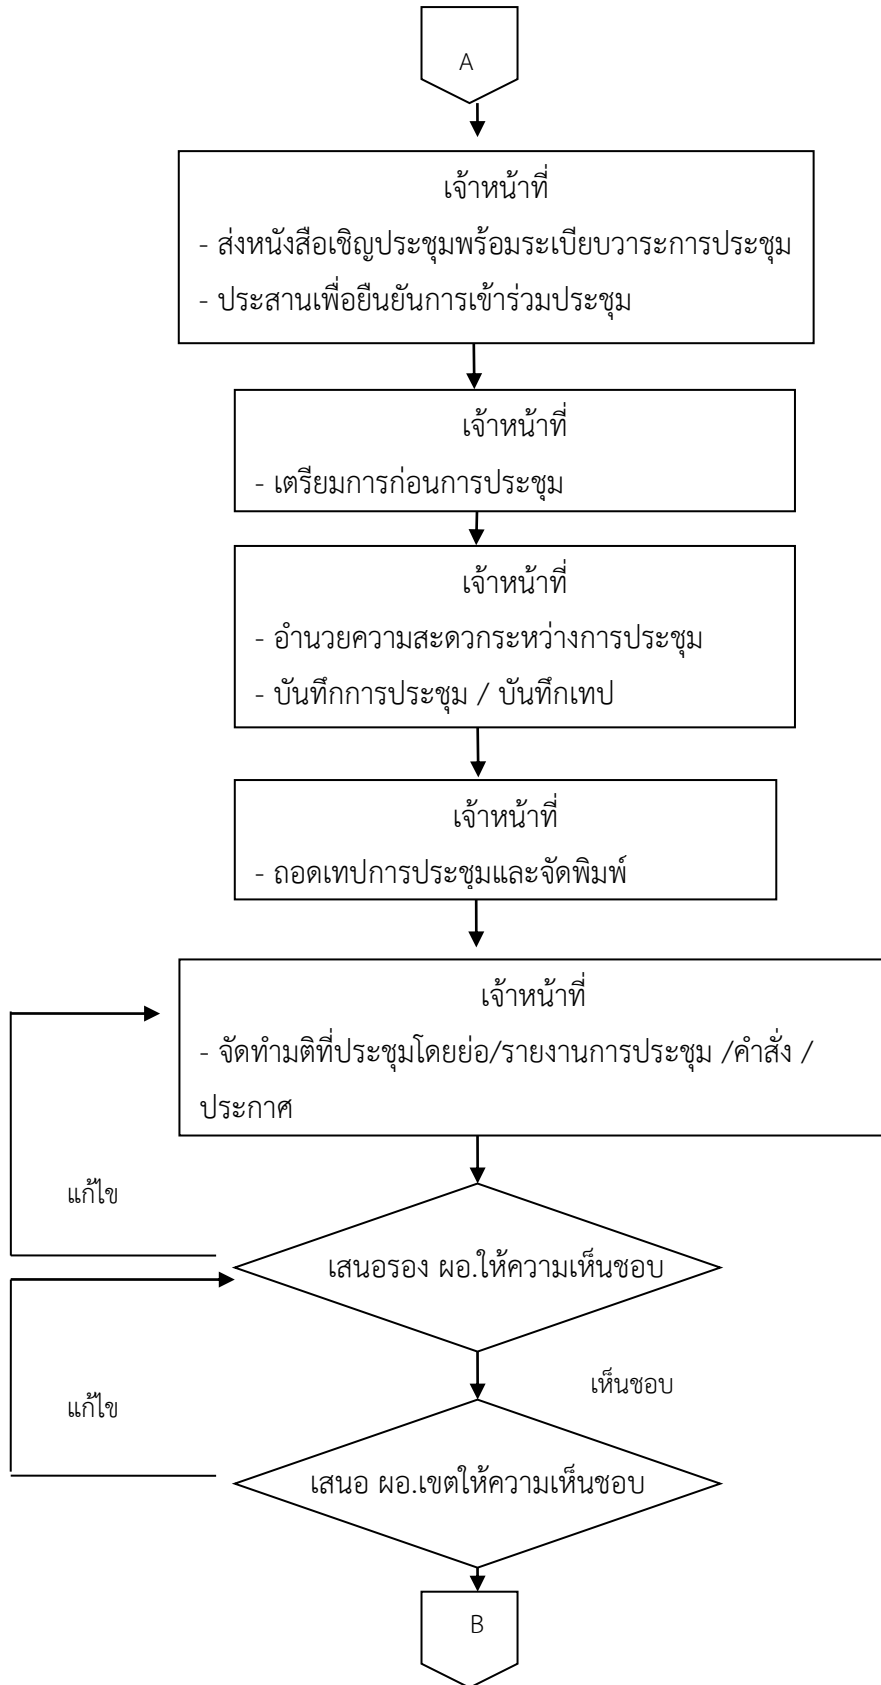 A
เจ้าหน้าที่
- ส่งหนังสือเชิญประชุมพร้อมระเบียบวาระการประชุม
- ประสานเพื่อยืนยันการเข้าร่วมประชุม
เจ้าหน้าที่
- เตรียมการก่อนการประชุม
เจ้าหน้าที่
- อำนวยความสะดวกระหว่างการประชุม
- บันทึกการประชุม / บันทึกเทป
เจ้าหน้าที่
- ถอดเทปการประชุมและจัดพิมพ์
เจ้าหน้าที่
- จัดทำมติที่ประชุมโดยย่อ/รายงานการประชุม /คำสั่ง /
ประกาศ
แก้ไข
เสนอรอง ผอ.ให้ความเห็นชอบ
เห็นชอบ
แก้ไข
เสนอ ผอ.เขตให้ความเห็นชอบ
B